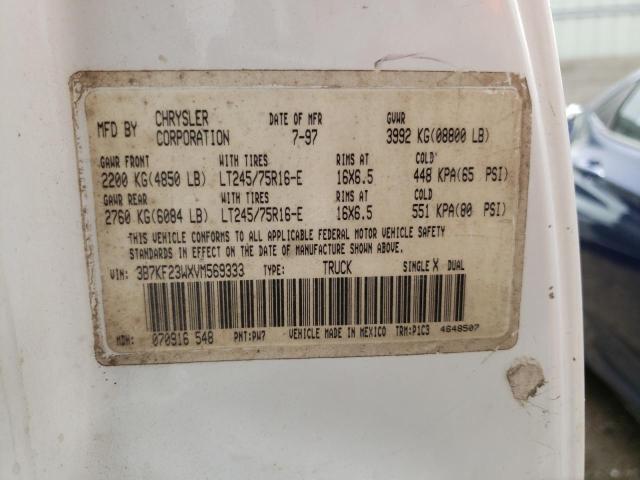 MFD BY CHRYSLER CORPORATION DATE OF MFR 7-97 GVWR 3992 KG(08800 LB)
GAWR FRONT WITH TIRES RIMS AT COLD
2200 KG(4850 LB) LT245/75R16-E 16X6.5 448 KPA(65 PSI)
GAWR REAR WITH TIRES RIMS AT COLD
2760 KG(6084 LB) LT245/75R16-E 16X6.5 551 KPA(80 PSI)
THIS VEHICLE CONFORMS TO ALL APPLICABLE FEDERAL MOTOR VEHICLE SAFETY
STANDARDS IN EFFECT ON THE DATE OF MANUFACTURE SHOWN ABOVE.
VIN: 3B7KF23WXVM569333 TYPE: TRUCK SINGLE X DUAL
MDH: 070916 548 PNT:PW7 VEHICLE MADE IN MEXICO TRM:P1C3 4648507